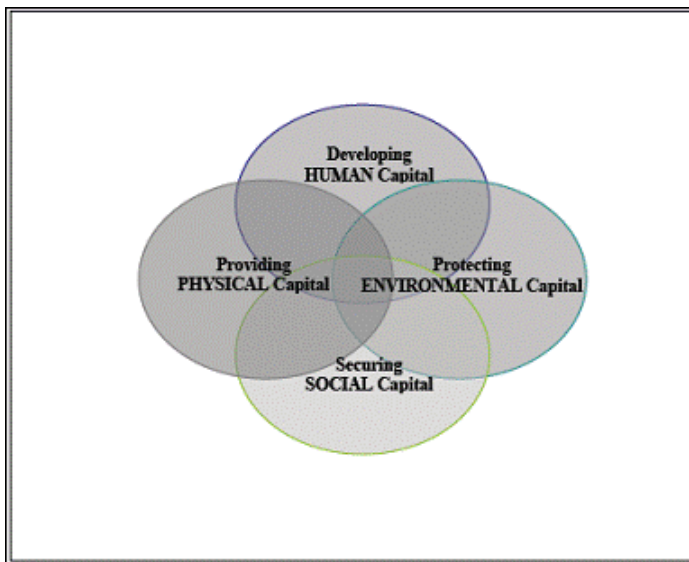 Developing
HUMAN Capital
Providing
PHYSICAL Capital
Protecting
ENVIRONMENTAL Capital
Securing
SOCIAL Capital